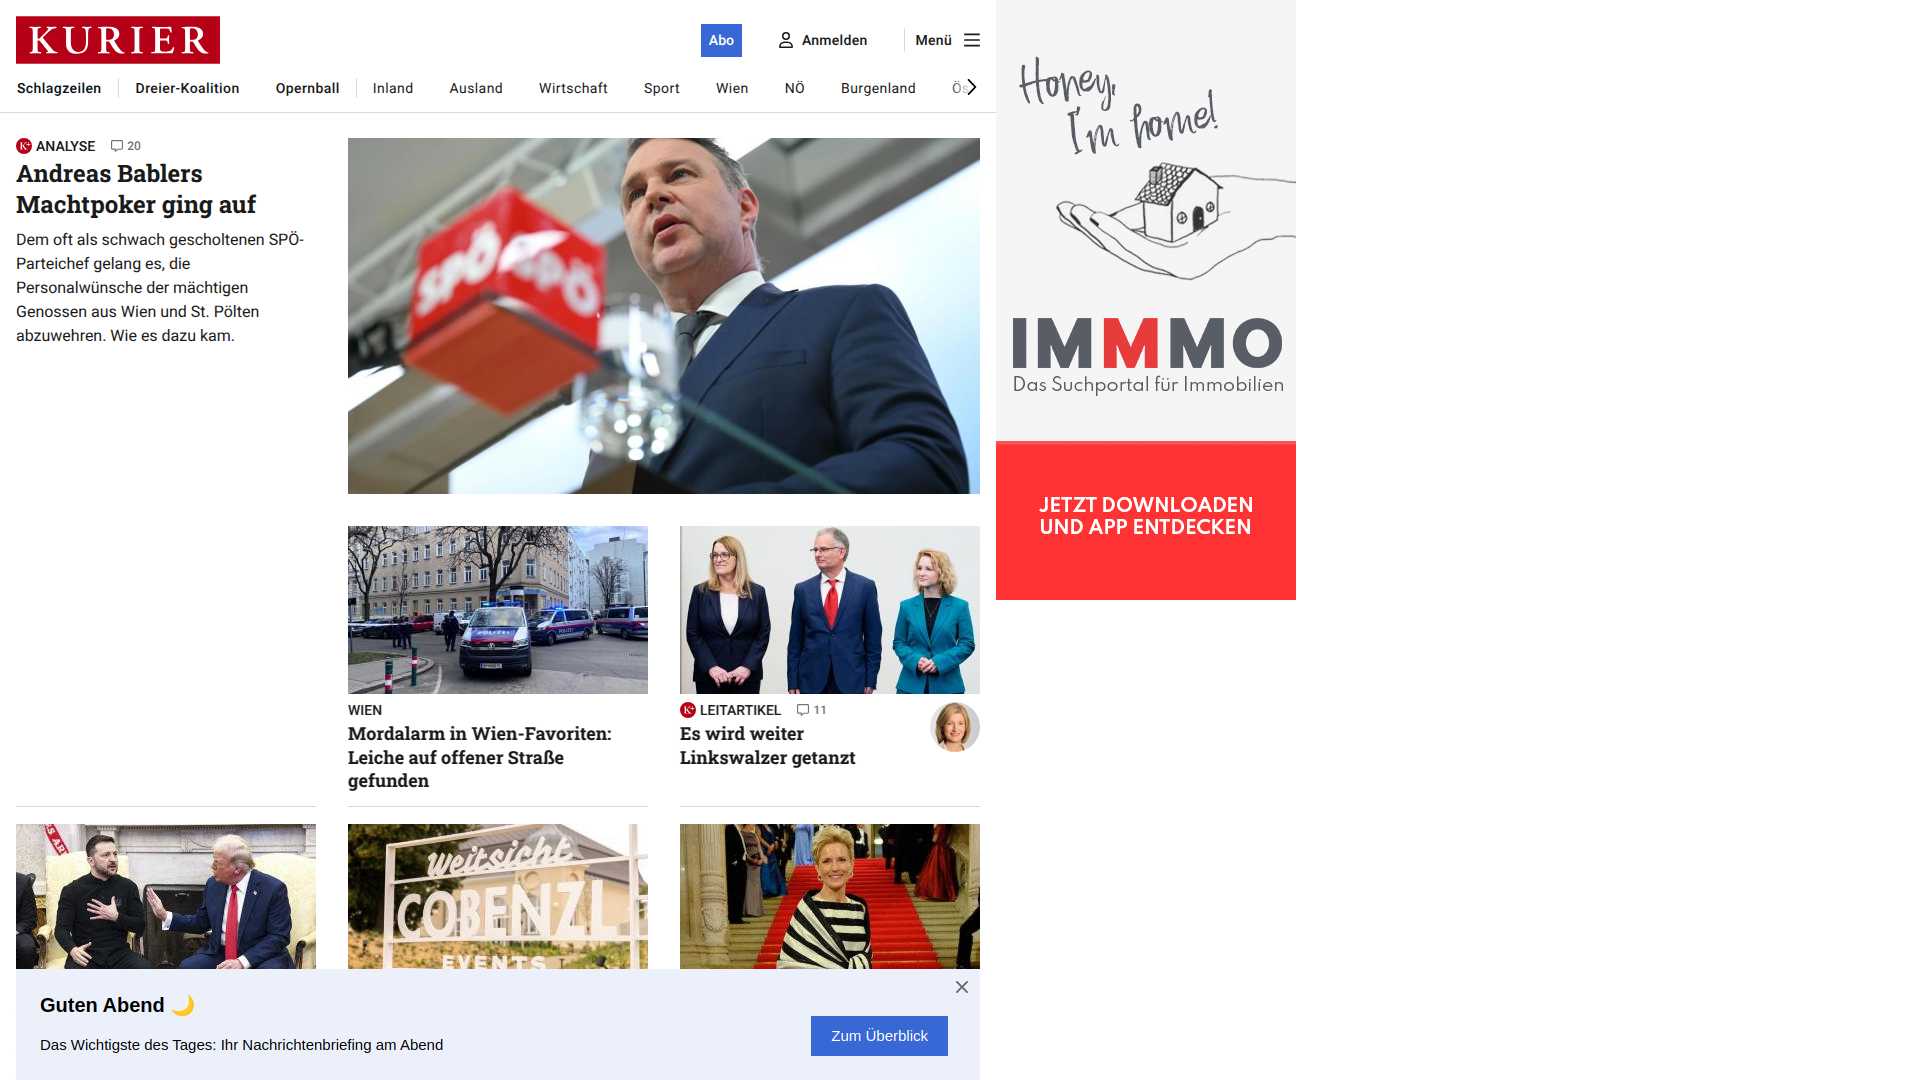 KURIER
Abo
Anmelden
Menü
Schlagzeilen
Dreier-Koalition
Opernball
Inland
Ausland
Wirtschaft
Sport
Wien
NÖ
Burgenland
ANALYSE 20
Andreas Bablers
Machtpoker ging auf
Dem oft als schwach gescholtenen SPÖ-
Parteichef gelang es, die
Personalwünsche der mächtigen
Genossen aus Wien und St. Pölten
abzuwehren. Wie es dazu kam.
SPÖ SPÖ
POLIZEI
WIEN
Mordalarm in Wien-Favoriten:
Leiche auf offener Straße
gefunden
LEITARTIKEL 11
Es wird weiter
Linkswalzer getanzt
Weitsicht
COBENZL
EVENTS
Guten Abend 🌙
Das Wichtigste des Tages: Ihr Nachrichtenbriefing am Abend
Zum Überblick
Honey,
I'm home!
IMMMO
Das Suchportal für Immobilien
JETZT DOWNLOADEN
UND APP ENTDECKEN